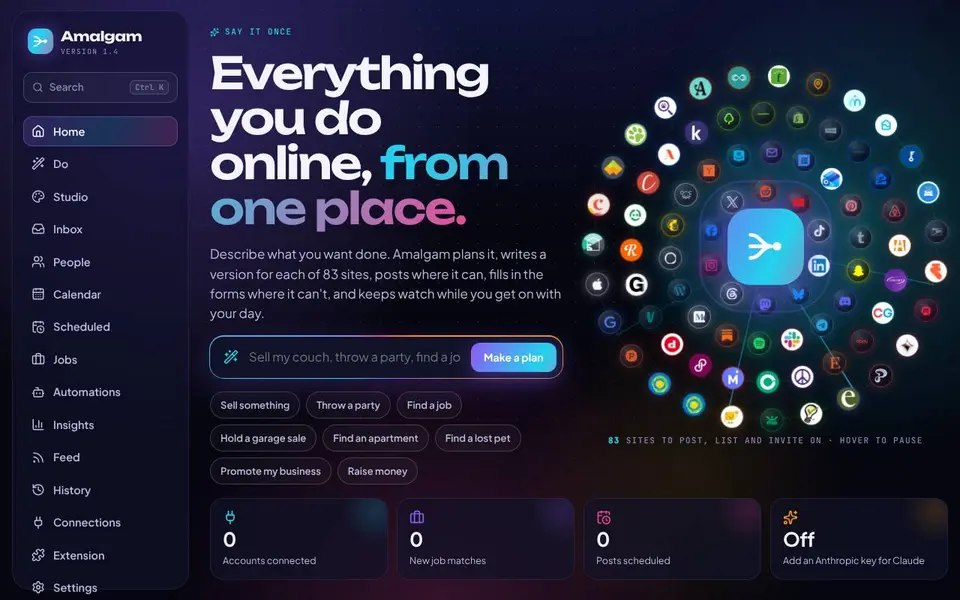 Amalgam
VERSION 1.4
Search
Ctrl K
Home
Do
Studio
Inbox
People
Calendar
Scheduled
Jobs
Automations
Insights
Feed
History
Connections
Extension
Settings
SAY IT ONCE
Everything
you do
online, from
one place.
Describe what you want done. Amalgam plans it, writes a
version for each of 83 sites, posts where it can, fills in the
forms where it can't, and keeps watch while you get on with
your day.
Sell my couch, throw a party, find a jo
Make a plan
Sell something
Throw a party
Find a job
Hold a garage sale
Find an apartment
Find a lost pet
Promote my business
Raise money
83 SITES TO POST, LIST AND INVITE ON · HOVER TO PAUSE
0
Accounts connected
0
New job matches
0
Posts scheduled
Off
Add an Anthropic key for Claude